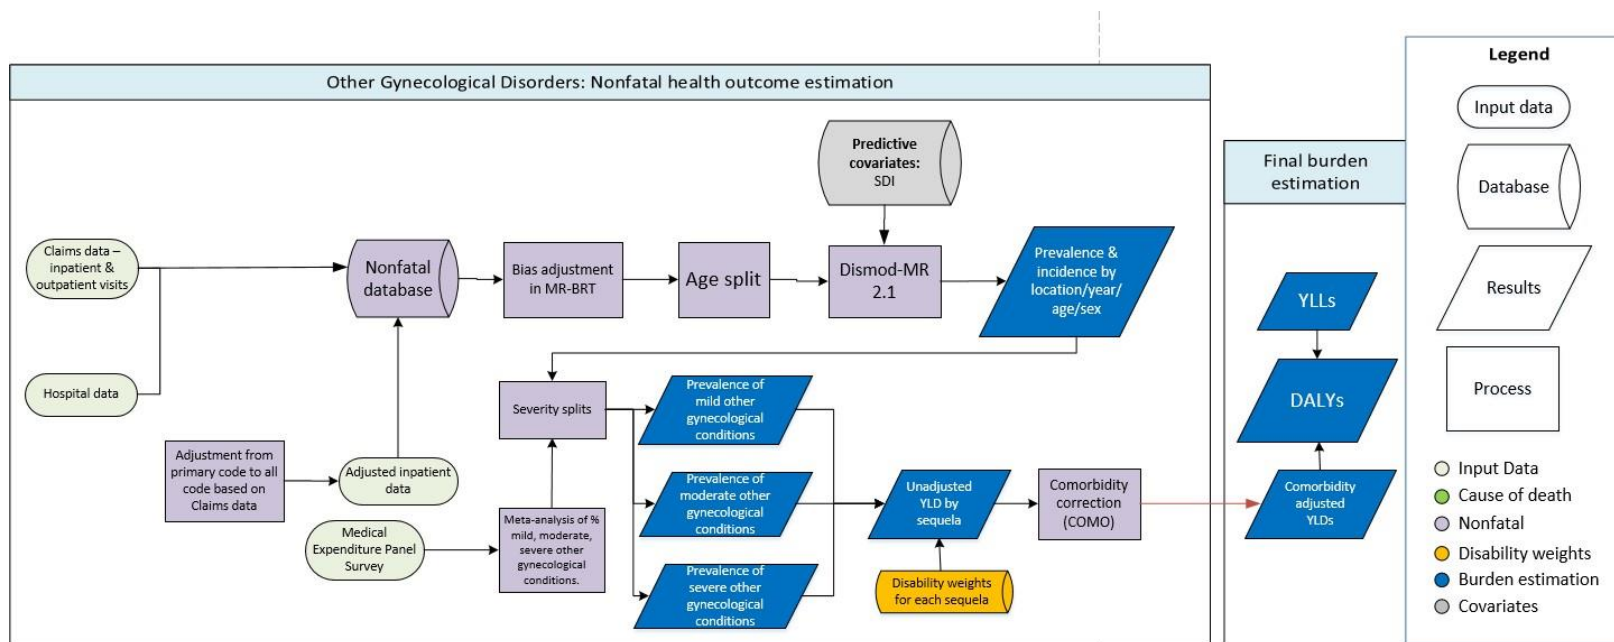 Other Gynecological Disorders: Nonfatal health outcome estimation
Predictive
covariates:
SDI
Claims data –
inpatient &
outpatient visits
Nonfatal
database
Bias adjustment
in MR-BRT
Age split
Dismod-MR
2.1
Prevalence &
incidence by
location/year/
age/sex
Hospital data
Severity splits
Prevalence of
mild other
gynecological
conditions
Adjustment from
primary code to all
code based on
Claims data
Adjusted inpatient
data
Prevalence of
moderate other
gynecological
conditions
Unadjusted
YLD by
sequela
Comorbidity
correction
(COMO)
Medical
Expenditure Panel
Survey
Meta-analysis of %
mild, moderate,
severe other
gynecological
conditions.
Prevalence of
severe other
gynecological
conditions
Disability weights
for each sequela
Final burden
estimation
YLLs
DALYs
Comorbidity
adjusted
YLDs
Legend
Input data
Database
Results
Process
Input Data
Cause of death
Nonfatal
Disability weights
Burden estimation
Covariates